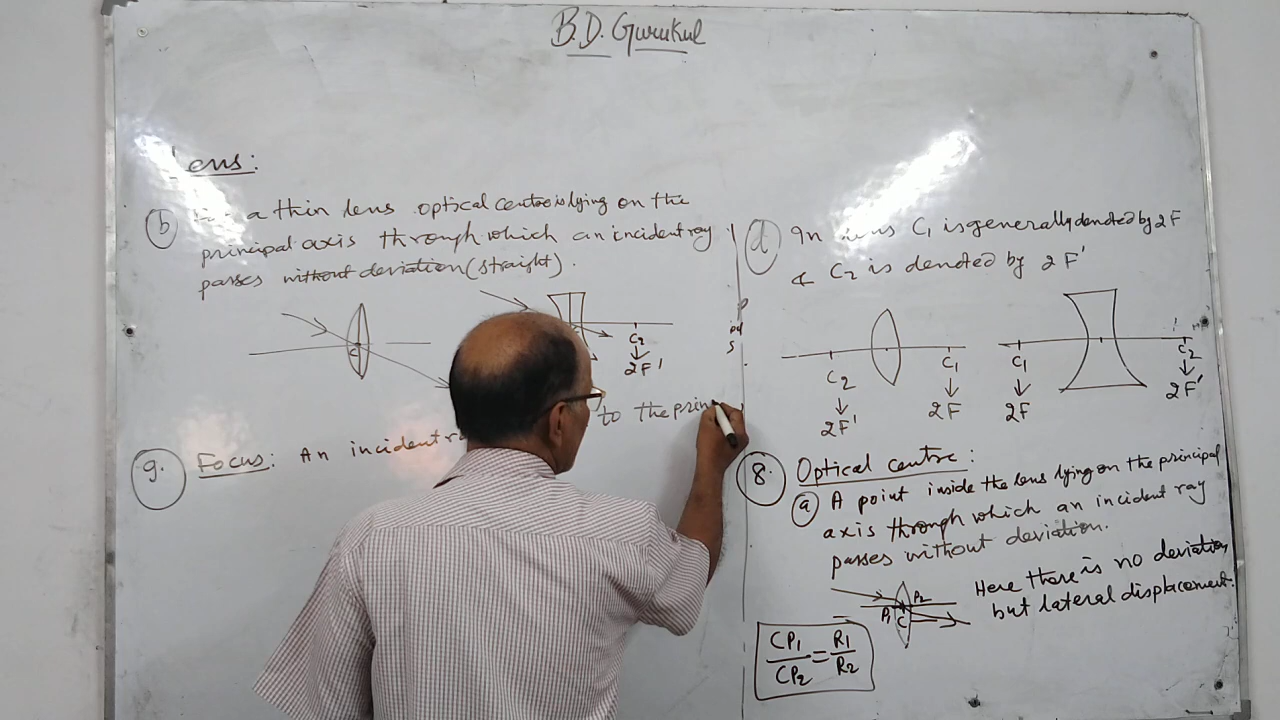 B.D. Gurukul
Lens:
(b) a thin lens optical centre is lying on the
principal axis through which an incident ray
passes without deviation (straight).
C
C2
2F'
9. Focus: An incident
to the prin
(d) In C1 is generally denoted by 2F
& C2 is denoted by 2F'
C2 C1 C1 C2
2F' 2F 2F 2F'
8. Optical centre:
(a) A point inside the lens lying on the principal
axis through which an incident ray
passes without deviation.
P1 C P2
Here there is no deviation
but lateral displacement.
CP1/CP2 = R1/R2